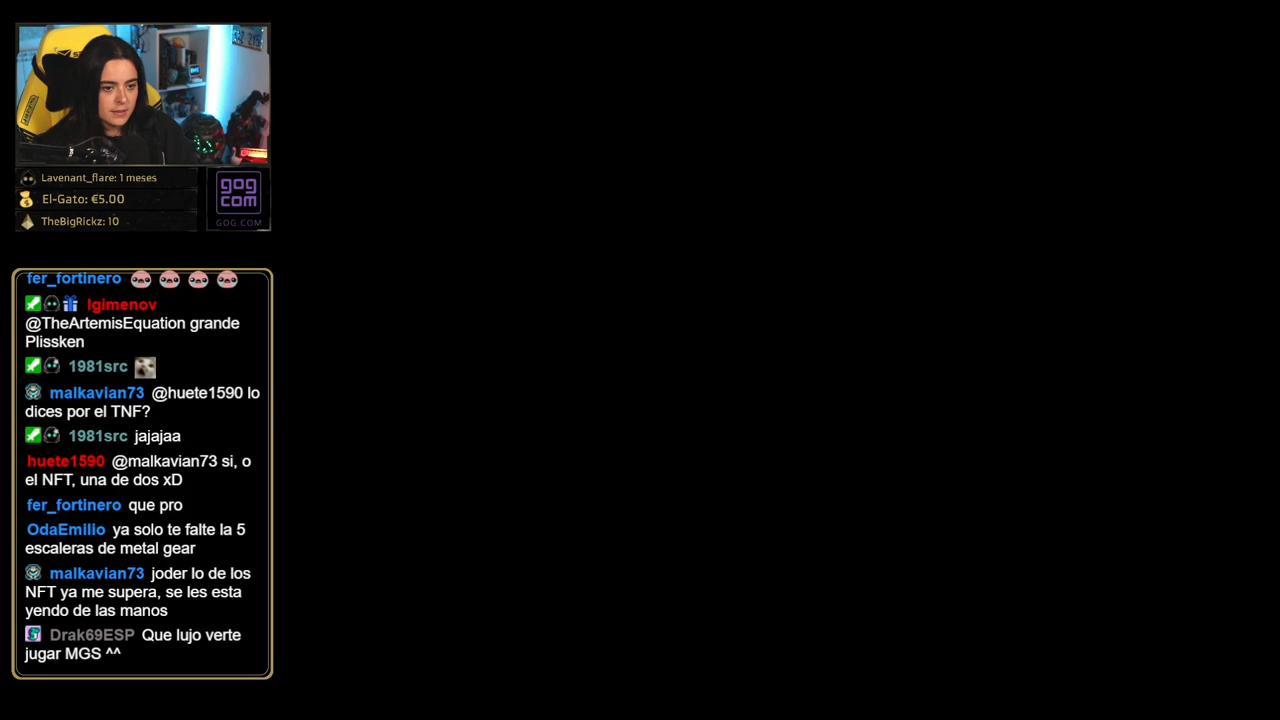 Lavenant_flare: 1 meses
El-Gato: €5.00
TheBigRickz: 10
gog
com
GOG.COM
fer_fortinero
Igimenov
@TheArtemisEquation grande
Plissken
1981src
malkavian73 @huete1590 lo
dices por el TNF?
1981src jajajaa
huete1590 @malkavian73 si, o
el NFT, una de dos xD
fer_fortinero que pro
OdaEmilio ya solo te falte la 5
escaleras de metal gear
malkavian73 joder lo de los
NFT ya me supera, se les esta
yendo de las manos
Drak69ESP Que lujo verte
jugar MGS ^^